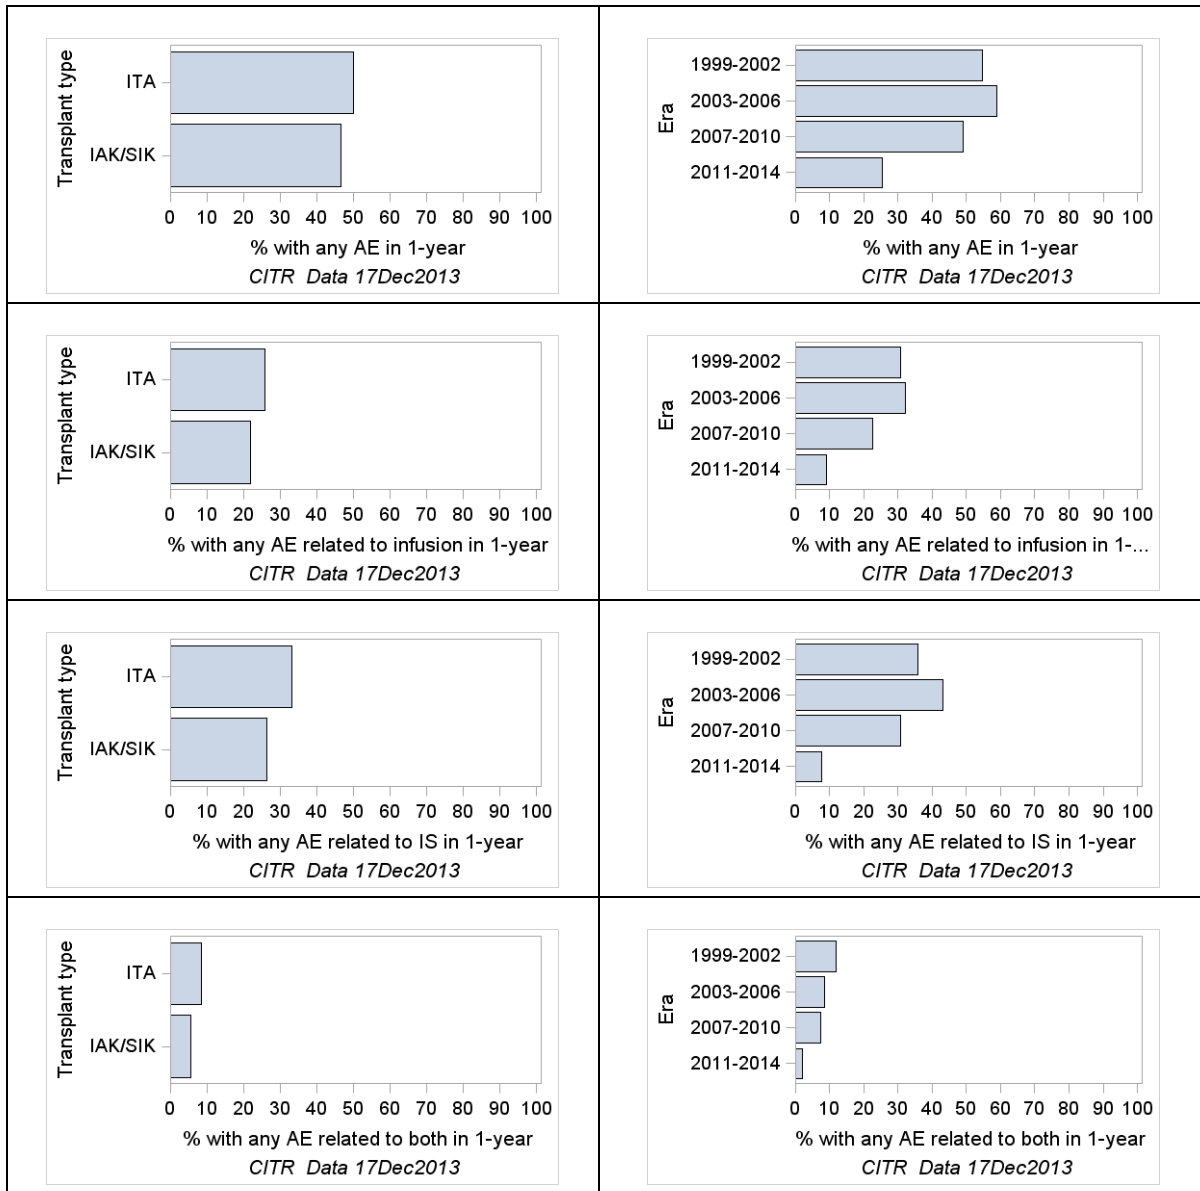 Transplant type
ITA
IAK/SIK
0 10 20 30 40 50 60 70 80 90 100
% with any AE in 1-year
CITR Data 17Dec2013
Era
1999-2002
2003-2006
2007-2010
2011-2014
0 10 20 30 40 50 60 70 80 90 100
% with any AE in 1-year
CITR Data 17Dec2013
Transplant type
ITA
IAK/SIK
0 10 20 30 40 50 60 70 80 90 100
% with any AE related to infusion in 1-year
CITR Data 17Dec2013
Era
1999-2002
2003-2006
2007-2010
2011-2014
0 10 20 30 40 50 60 70 80 90 100
% with any AE related to infusion in 1-...
CITR Data 17Dec2013
Transplant type
ITA
IAK/SIK
0 10 20 30 40 50 60 70 80 90 100
% with any AE related to IS in 1-year
CITR Data 17Dec2013
Era
1999-2002
2003-2006
2007-2010
2011-2014
0 10 20 30 40 50 60 70 80 90 100
% with any AE related to IS in 1-year
CITR Data 17Dec2013
Transplant type
ITA
IAK/SIK
0 10 20 30 40 50 60 70 80 90 100
% with any AE related to both in 1-year
CITR Data 17Dec2013
Era
1999-2002
2003-2006
2007-2010
2011-2014
0 10 20 30 40 50 60 70 80 90 100
% with any AE related to both in 1-year
CITR Data 17Dec2013